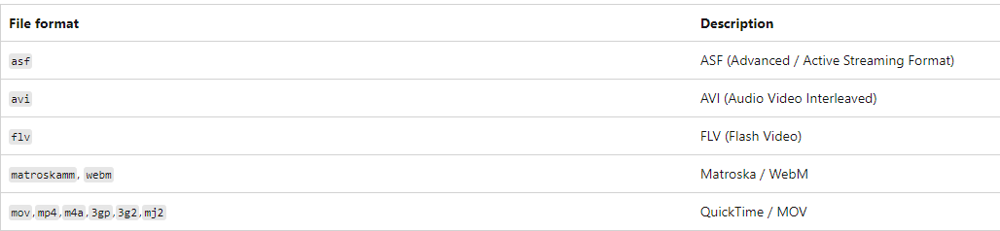 File format Description
asf ASF (Advanced / Active Streaming Format)
avi AVI (Audio Video Interleaved)
flv FLV (Flash Video)
matroskamm, webm Matroska / WebM
mov,mp4,m4a,3gp,3g2,mj2 QuickTime / MOV